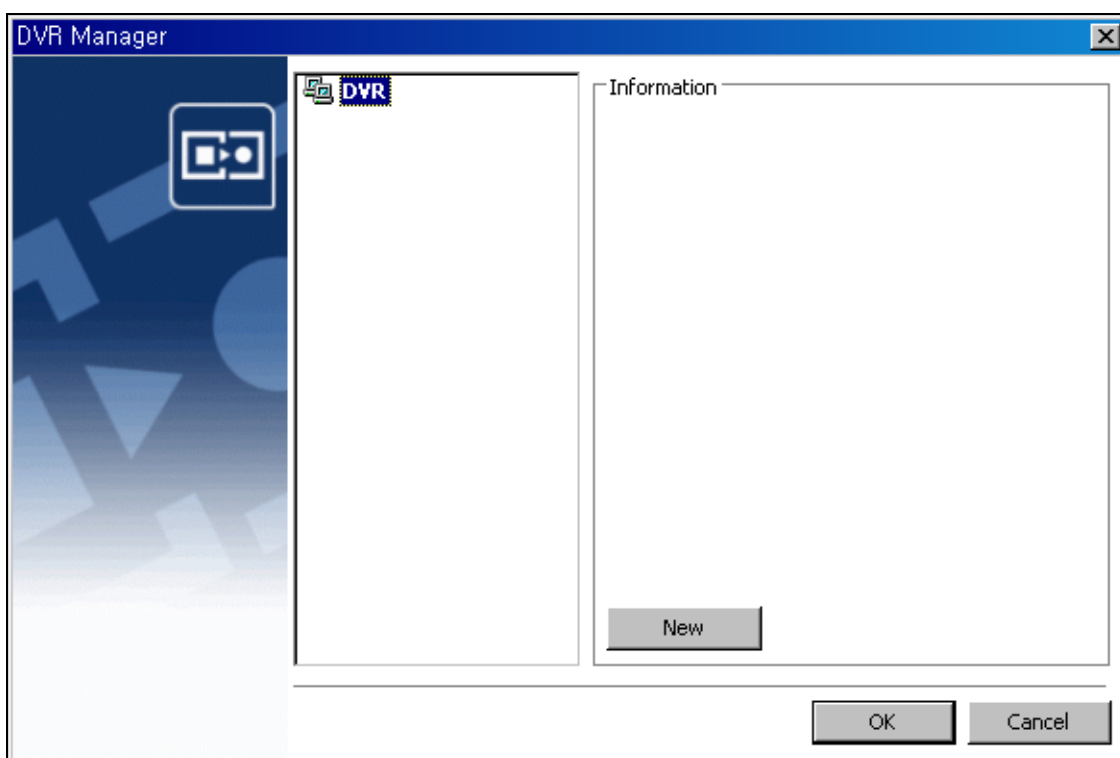 DVR Manager
DVR
Information
New
OK
Cancel